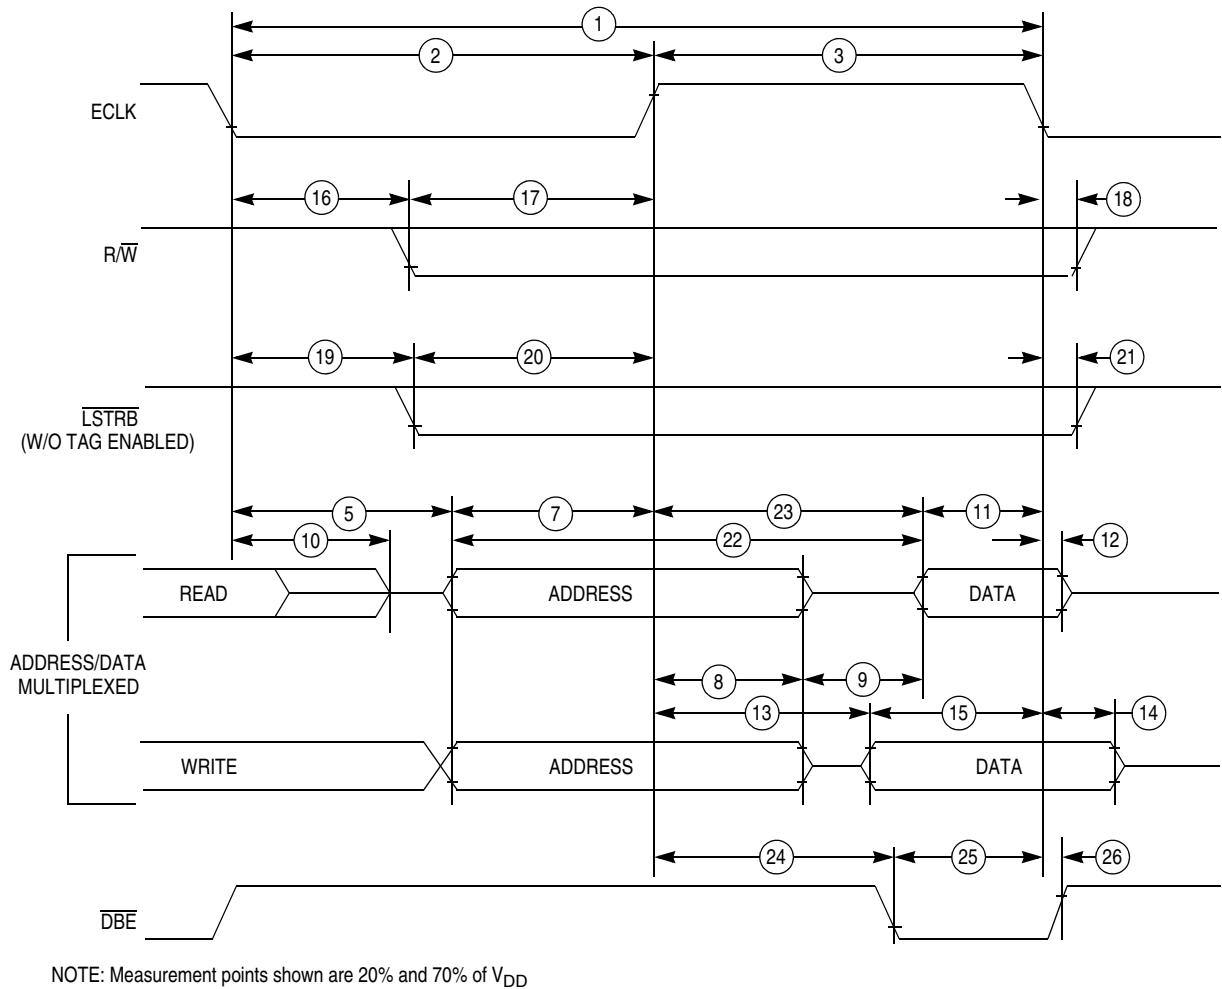 1
2
3
ECLK
16
17
18
R/W̅
19
20
21
L̅S̅T̅R̅B̅
(W/O TAG ENABLED)
5
7
23
11
10
22
12
READ
ADDRESS
DATA
ADDRESS/DATA
MULTIPLEXED
8
9
13
15
14
WRITE
ADDRESS
DATA
24
25
26
D̅B̅E̅
NOTE: Measurement points shown are 20% and 70% of VDD